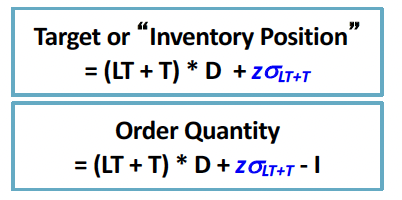 Target or “Inventory Position”
= (LT + T) * D + zσLT+T
Order Quantity
= (LT + T) * D + zσLT+T - I